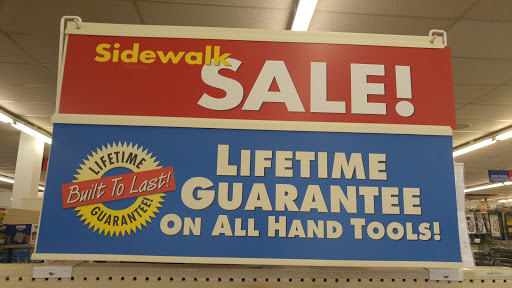 Sidewalk
SALE!
LIFETIME
Built To Last!
GUARANTEE!
LIFETIME
GUARANTEE
ON ALL HAND TOOLS!